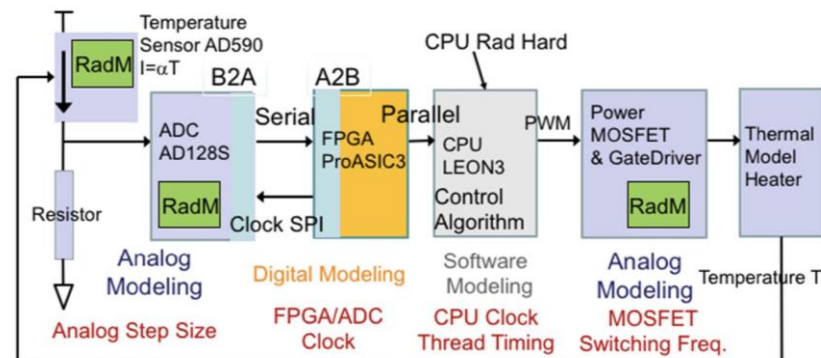 Temperature
Sensor AD590
I=αT
RadM
B2A
A2B
CPU Rad Hard
ADC
AD128S
RadM
Serial
Clock SPI
FPGA
ProASIC3
Parallel
CPU
LEON3
Control
Algorithm
PWM
Power
MOSFET
& GateDriver
RadM
Thermal
Model
Heater
Resistor
Analog
Modeling
Digital Modeling
Software
Modeling
Analog
Modeling
Temperature T
Analog Step Size
FPGA/ADC
Clock
CPU Clock
Thread Timing
MOSFET
Switching Freq.